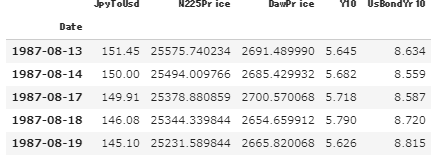 JpyToUsd N225Price DawPrice Y10 UsBondYr10
Date
1987-08-13 151.45 25575.740234 2691.489990 5.645 8.634
1987-08-14 150.00 25494.009766 2685.429932 5.682 8.559
1987-08-17 149.91 25378.880859 2700.570068 5.718 8.587
1987-08-18 146.08 25344.339844 2654.659912 5.790 8.720
1987-08-19 145.10 25231.589844 2665.820068 5.626 8.815